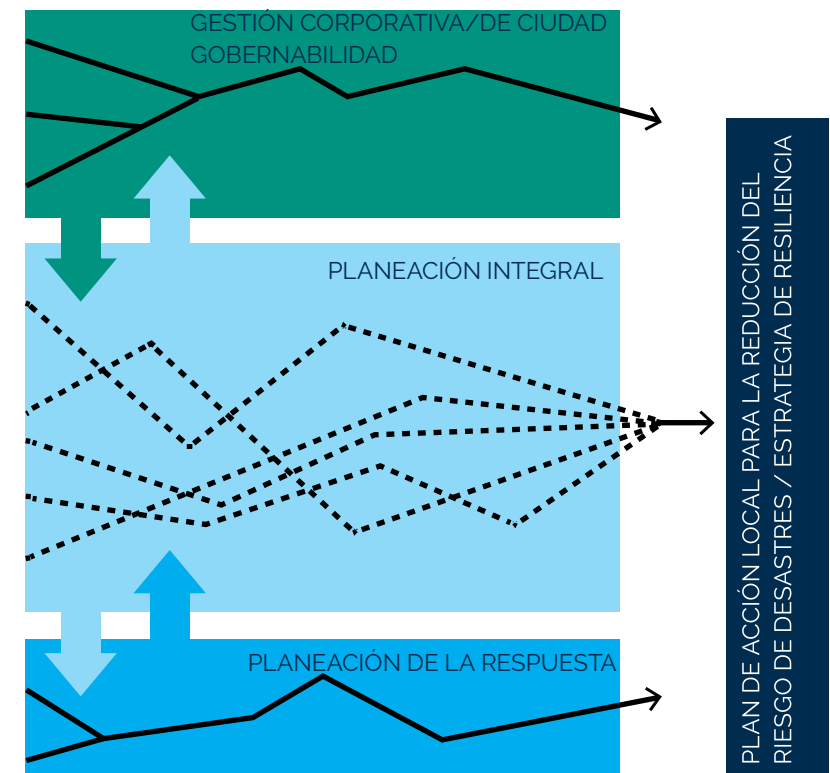 GESTIÓN CORPORATIVA/DE CIUDAD
GOBERNABILIDAD
PLANEACIÓN INTEGRAL
PLANEACIÓN DE LA RESPUESTA
PLAN DE ACCIÓN LOCAL PARA LA REDUCCIÓN DEL
RIESGO DE DESASTRES / ESTRATEGIA DE RESILIENCIA